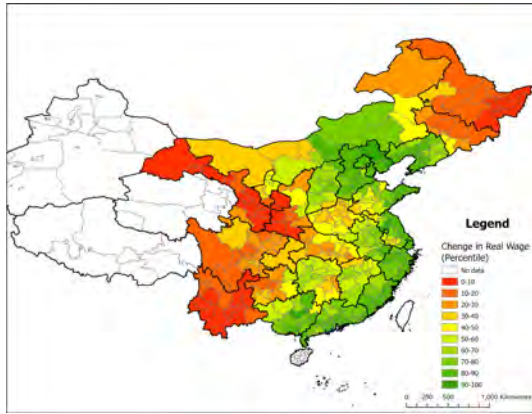 Legend
Change in Real Wage
(Percentile)
No data
0-10
10-20
20-30
30-40
40-50
50-60
60-70
70-80
80-90
90-100
0 250 500 1,000 Kilometers